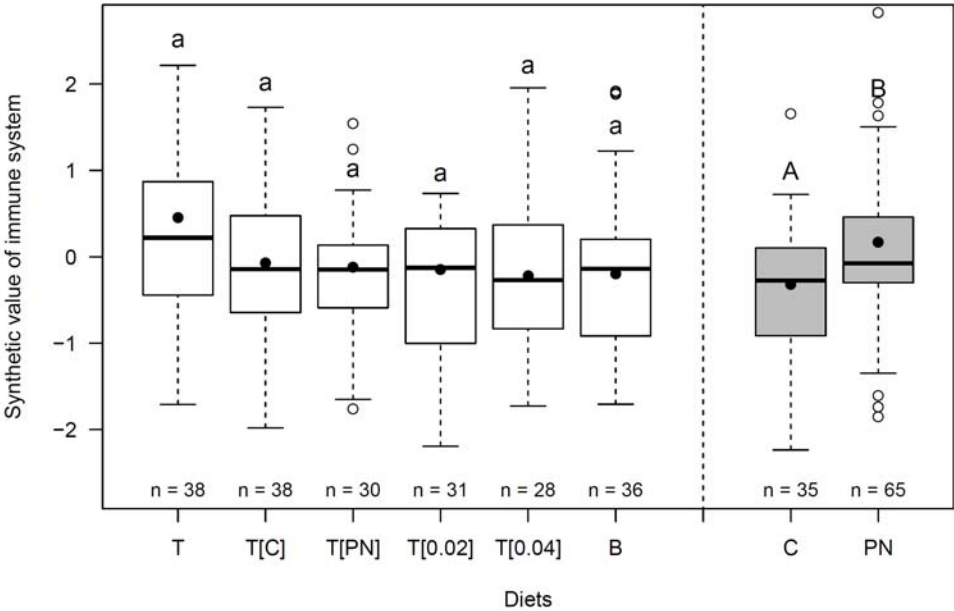 Synthetic value of immune system
2
1
0
−1
−2
a
a
a
a
a
a
A
B
n = 38
n = 38
n = 30
n = 31
n = 28
n = 36
n = 35
n = 65
T
T[C]
T[PN]
T[0.02]
T[0.04]
B
C
PN
Diets